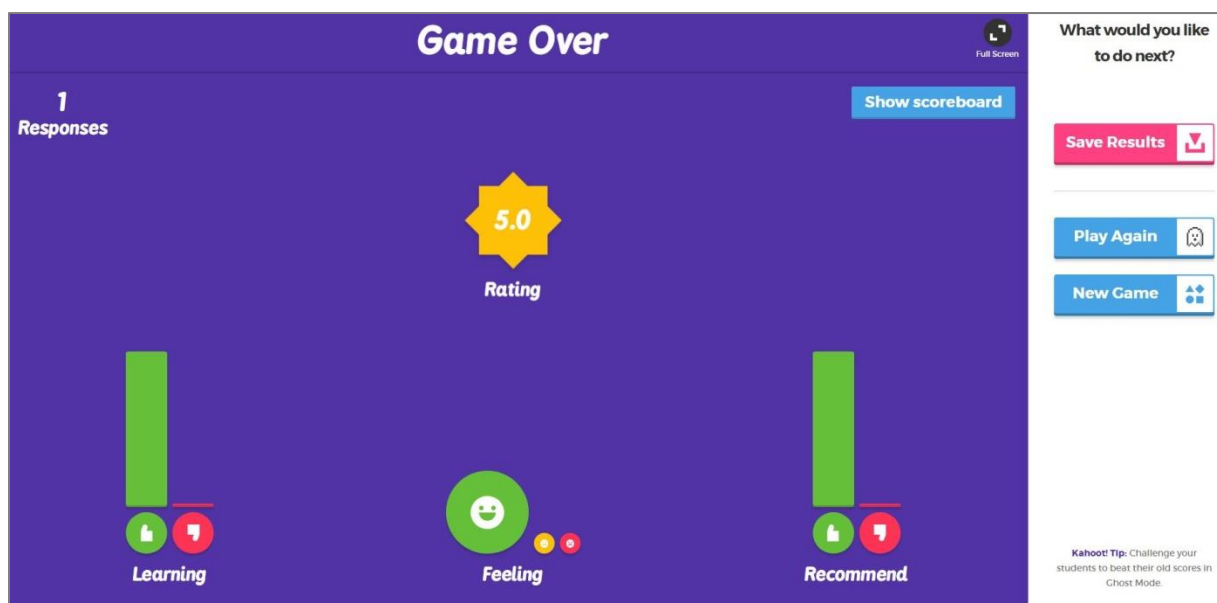 Game Over
Full Screen
1
Responses
Show scoreboard
5.0
Rating
Learning
Feeling
Recommend
What would you like
to do next?
Save Results
Play Again
New Game
Kahoot! Tip: Challenge your
students to beat their old scores in
Ghost Mode.